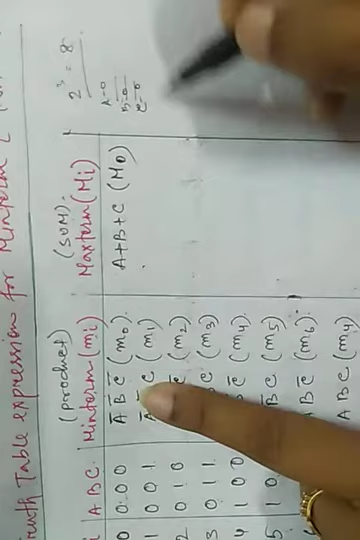 Truth Table expression for Minterm &
2³ = 8
A-0
B-0
C-0
(product) (SUM).
i A B C. Minterm (mi) Maxterm (Mi)
0 0 0 0 A̅ B̅ C̅ (m0) A+B+C (M0)
1 0 0 1 A̅ C (m1)
2 0 1 0 C̅ (m2)
3 0 1 1 B C (m3)
4 1 0 0 B̅ C̅ (m4)
5 1 0 B̅ C (m5)
B C̅ (m6)
A B C (m7)